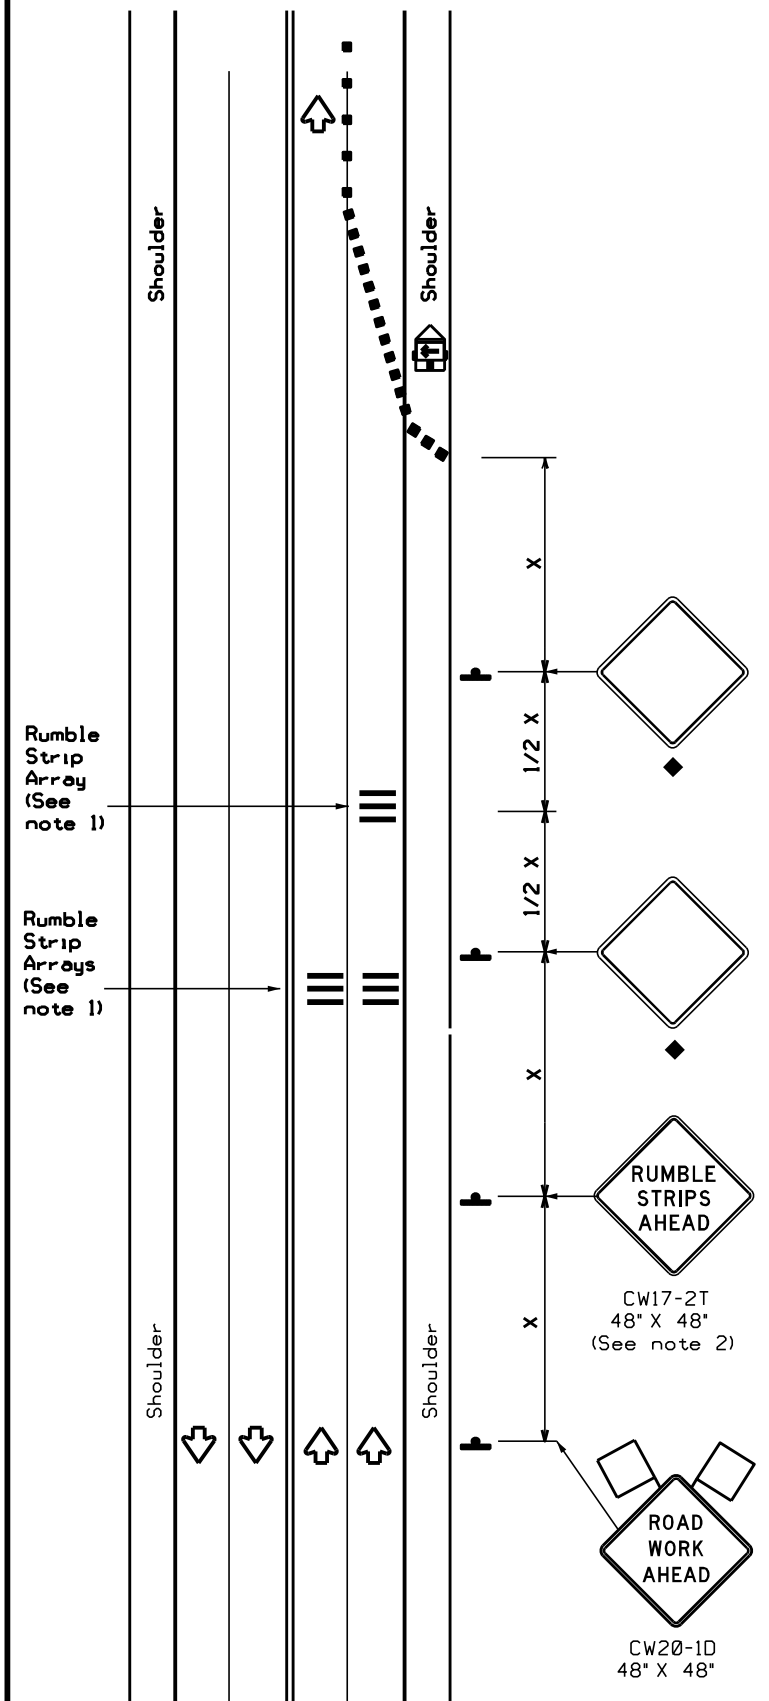 Shoulder
Shoulder
X
1/2 X
Rumble
Strip
Array
(See
note 1)
1/2 X
Rumble
Strip
Arrays
(See
note 1)
X
RUMBLE
STRIPS
AHEAD
CW17-2T
48" X 48"
(See note 2)
X
Shoulder
Shoulder
ROAD
WORK
AHEAD
CW20-1D
48" X 48"